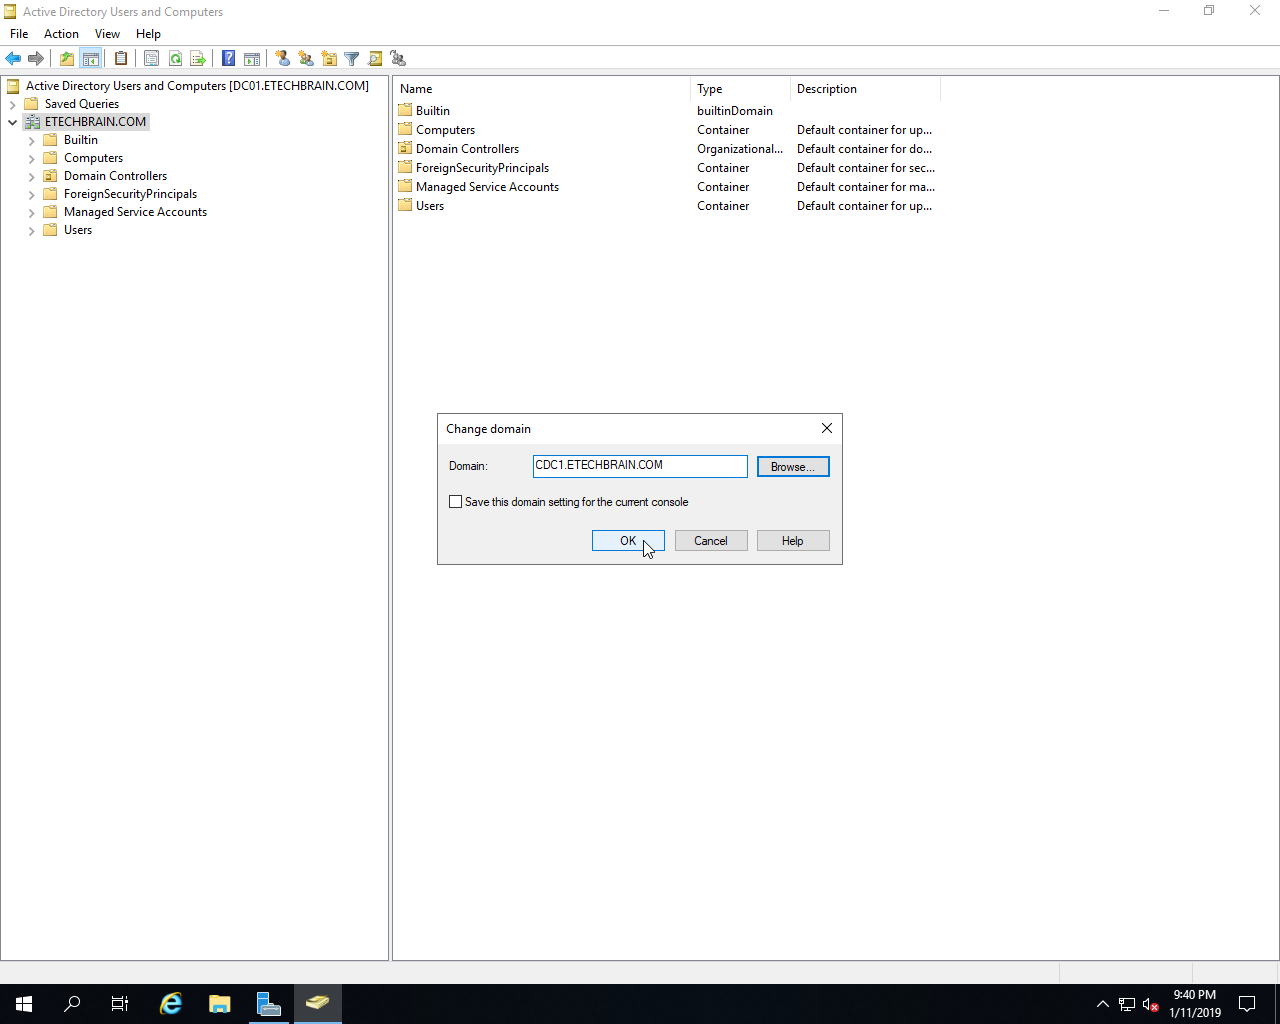 Active Directory Users and Computers
File Action View Help
Active Directory Users and Computers [DC01.ETECHBRAIN.COM]
Saved Queries
ETECHBRAIN.COM
Builtin
Computers
Domain Controllers
ForeignSecurityPrincipals
Managed Service Accounts
Users
Name Type Description
Builtin builtinDomain
Computers Container Default container for up...
Domain Controllers Organizational... Default container for do...
ForeignSecurityPrincipals Container Default container for sec...
Managed Service Accounts Container Default container for ma...
Users Container Default container for up...
Change domain
Domain: CDC1.ETECHBRAIN.COM Browse...
Save this domain setting for the current console
OK Cancel Help
9:40 PM
1/11/2019